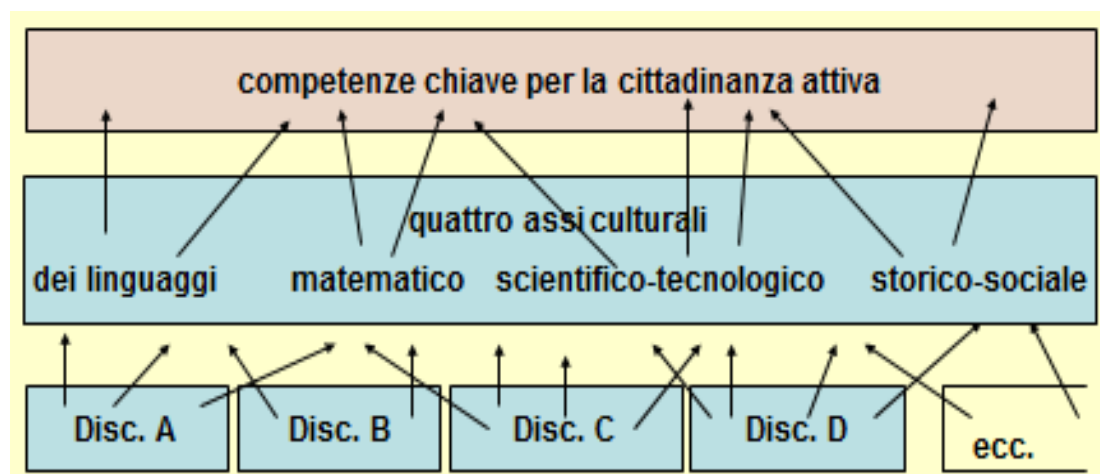 competenze chiave per la cittadinanza attiva
quattro assi culturali
dei linguaggi matematico scientifico-tecnologico storico-sociale
Disc. A Disc. B Disc. C Disc. D ecc.